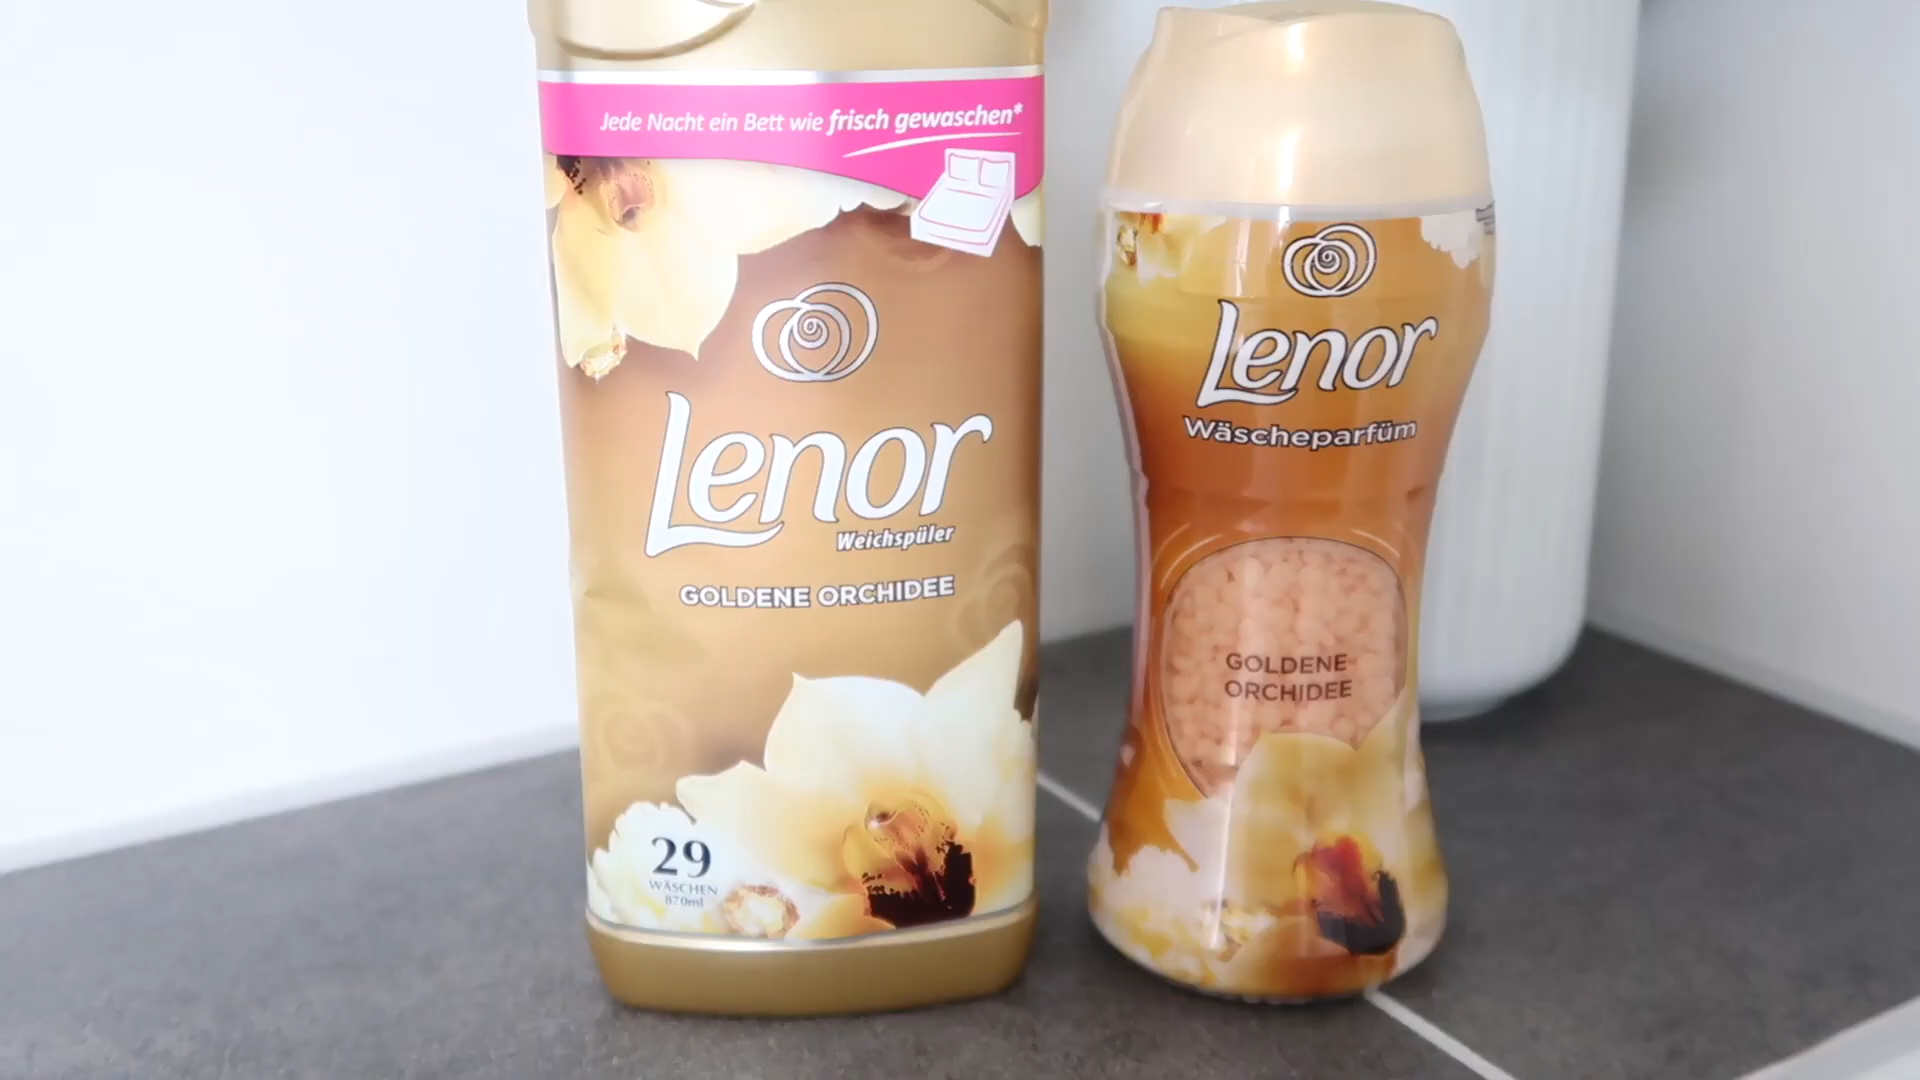 Jede Nacht ein Bett wie frisch gewaschen*
Lenor
Weichspüler
GOLDENE ORCHIDEE
29
WÄSCHEN
870ml
Lenor
Wäscheparfüm
GOLDENE
ORCHIDEE